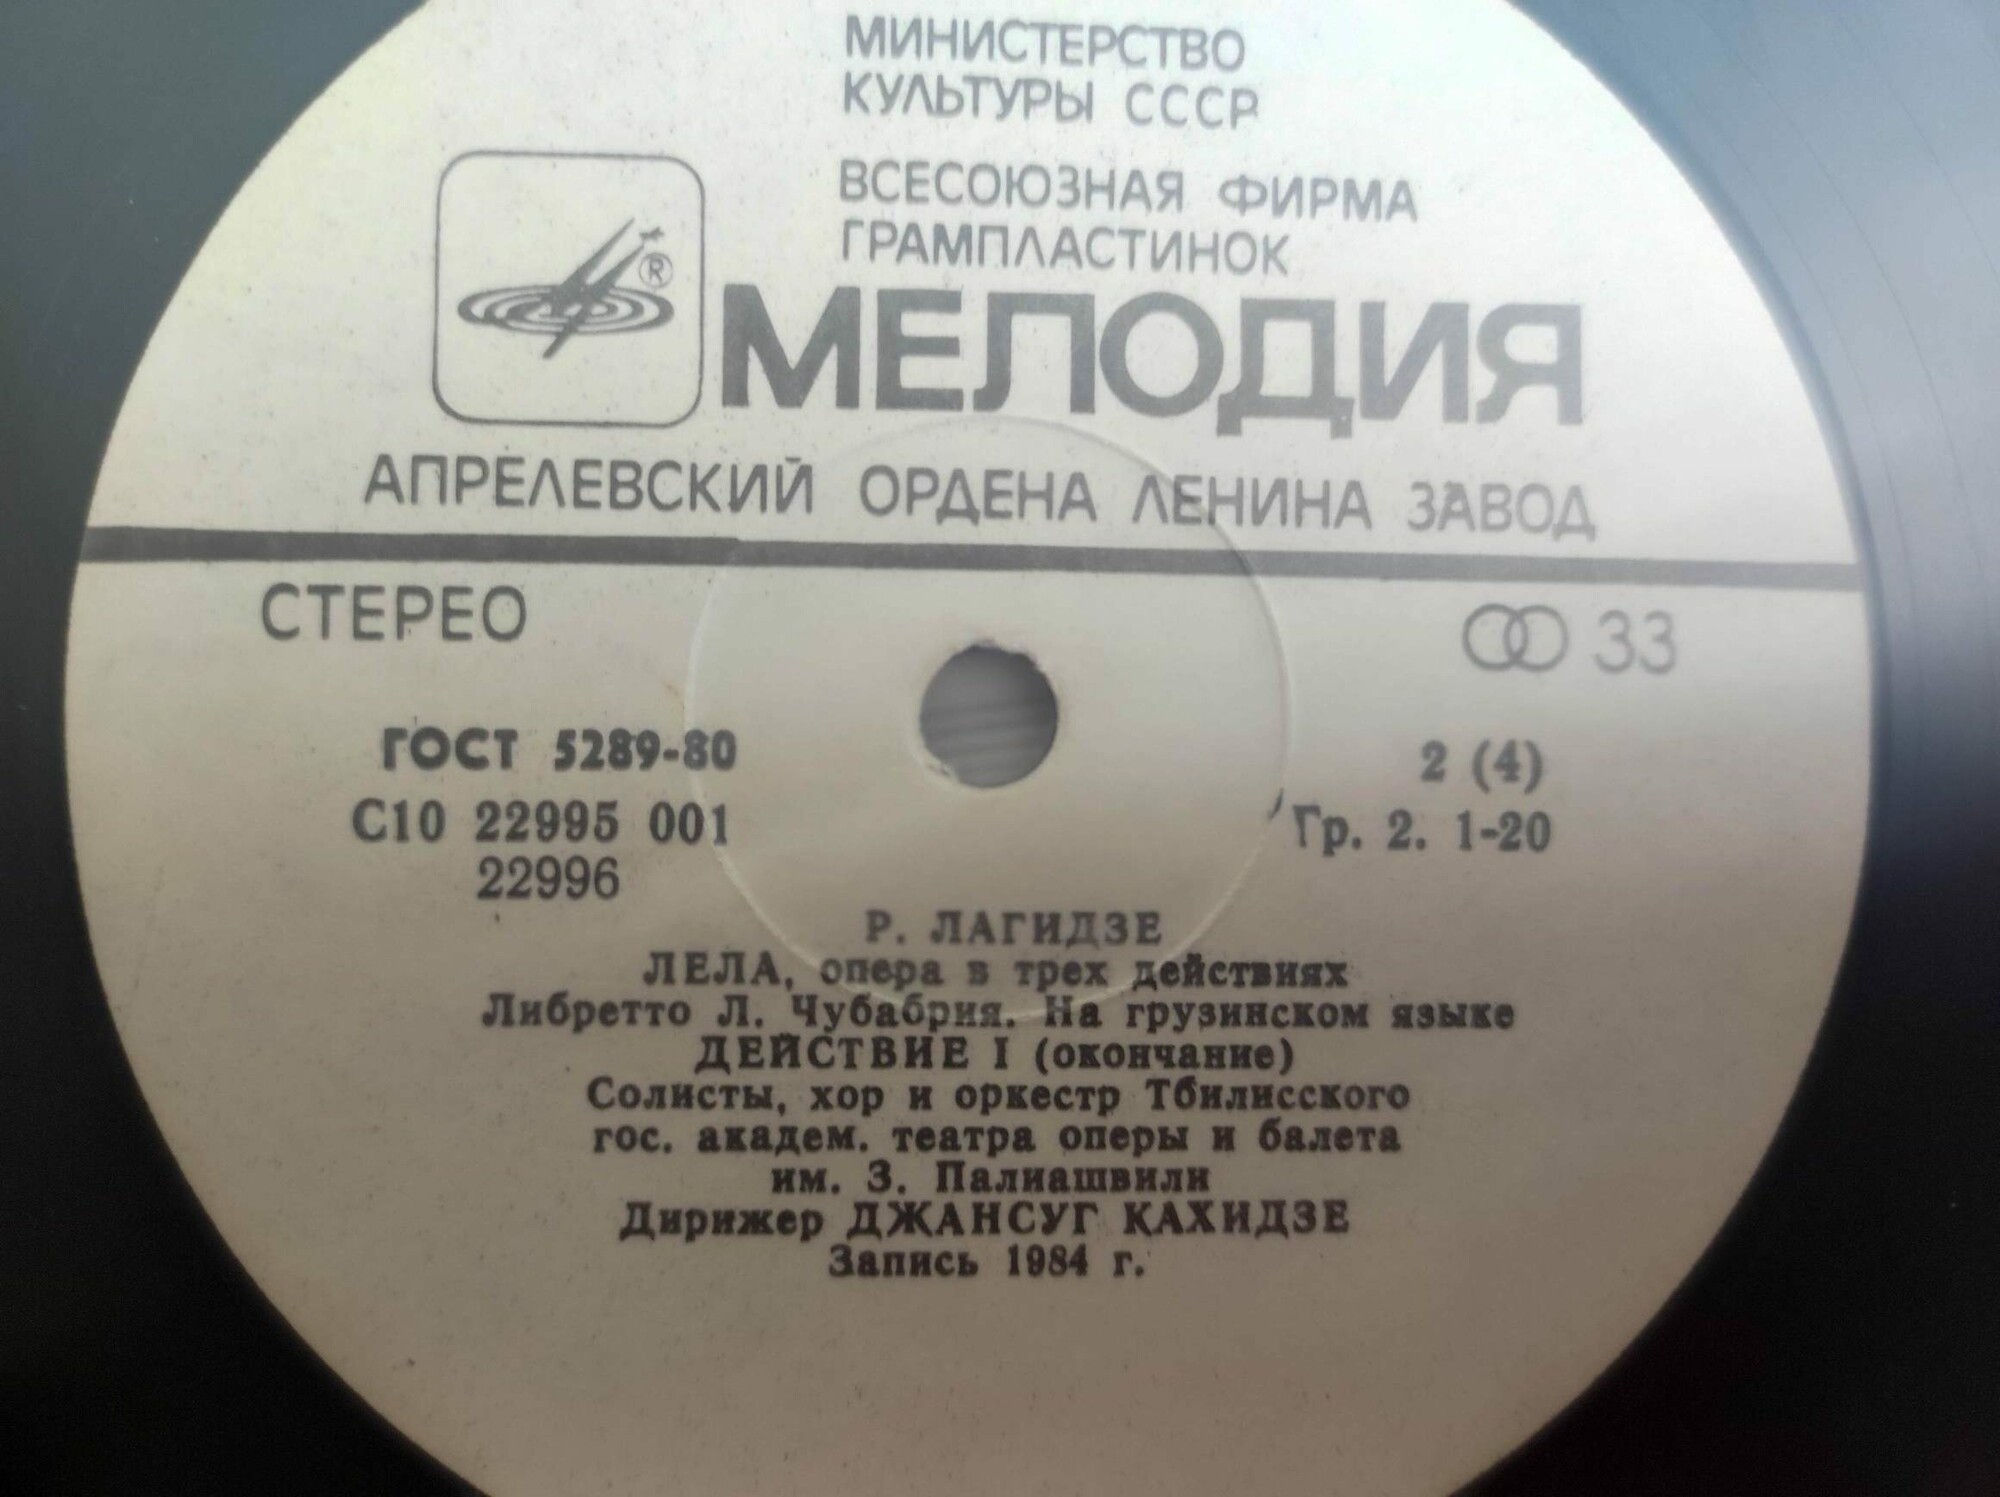 МИНИСТЕРСТВО
КУЛЬТУРЫ СССР
ВСЕСОЮЗНАЯ ФИРМА
ГРАМПЛАСТИНОК
®
МЕЛОДИЯ
АПРЕЛЕВСКИЙ ОРДЕНА ЛЕНИНА ЗАВОД
СТЕРЕО
33
ГОСТ 5289-80
2 (4)
С10 22995 001
Гр. 2. 1-20
22996
Р. ЛАГИДЗЕ
ЛЕЛА, опера в трех действиях
Либретто Л. Чубабрия. На грузинском языке
ДЕЙСТВИЕ I (окончание)
Солисты, хор и оркестр Тбилисского
гос. академ. театра оперы и балета
им. З. Палиашвили
Дирижер ДЖАНСУГ КАХИДЗЕ
Запись 1984 г.